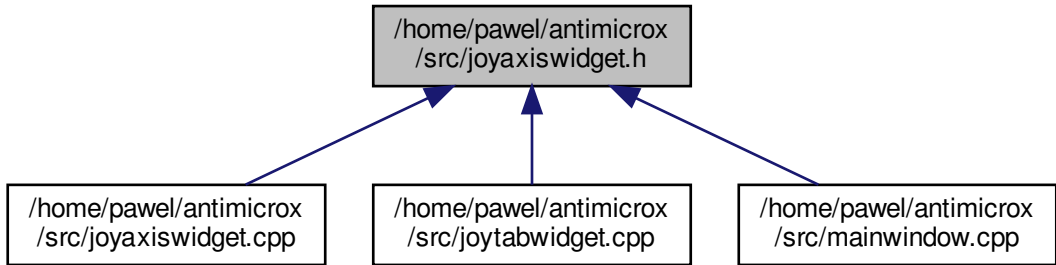 /home/pawel/antimicrox
/src/joyaxiswidget.h
/home/pawel/antimicrox
/src/joyaxiswidget.cpp
/home/pawel/antimicrox
/src/joytabwidget.cpp
/home/pawel/antimicrox
/src/mainwindow.cpp